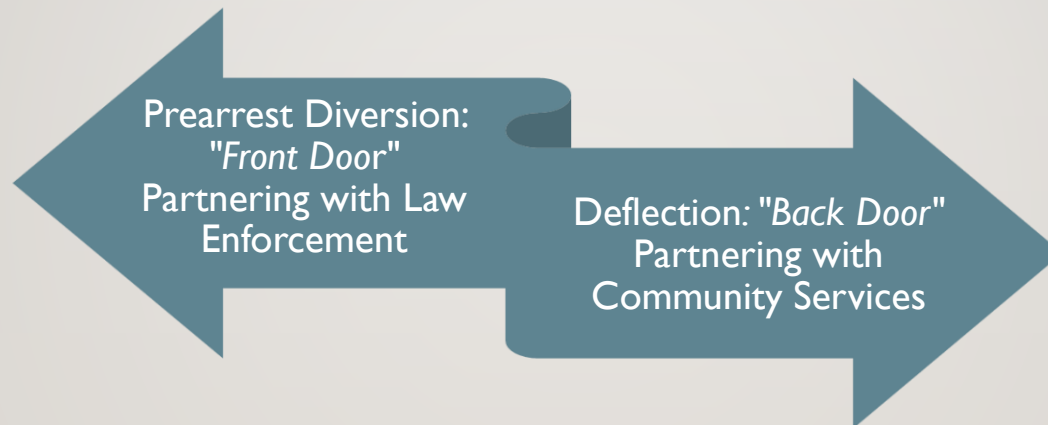 Prearrest Diversion:
"Front Door"
Partnering with Law
Enforcement
Deflection: "Back Door"
Partnering with
Community Services